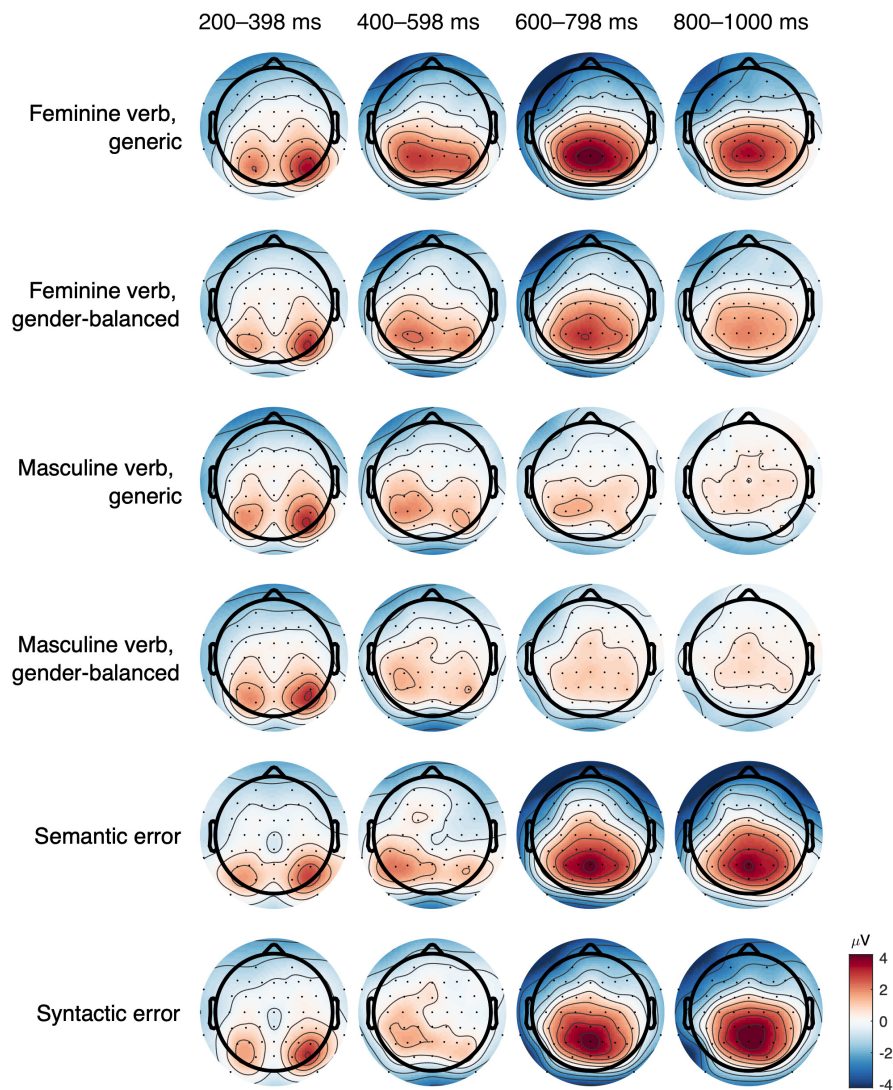 200–398 ms 400–598 ms 600–798 ms 800–1000 ms
Feminine verb,
generic
Feminine verb,
gender-balanced
Masculine verb,
generic
Masculine verb,
gender-balanced
Semantic error
Syntactic error
μV
4
2
0
-2
-4